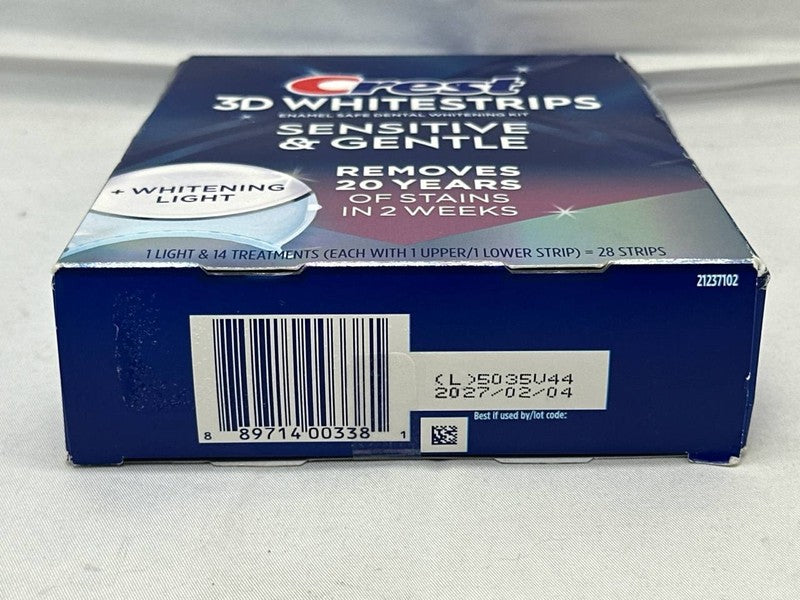 Crest
3D WHITESTRIPS
ENAMEL SAFE DENTAL WHITENING KIT
SENSITIVE
& GENTLE
REMOVES
20 YEARS
OF STAINS
IN 2 WEEKS
+ WHITENING
LIGHT
1 LIGHT & 14 TREATMENTS (EACH WITH 1 UPPER/1 LOWER STRIP) = 28 STRIPS
21237102
(L)5035V44
2027/02/04
Best if used by/lot code:
8 89714 00338 1